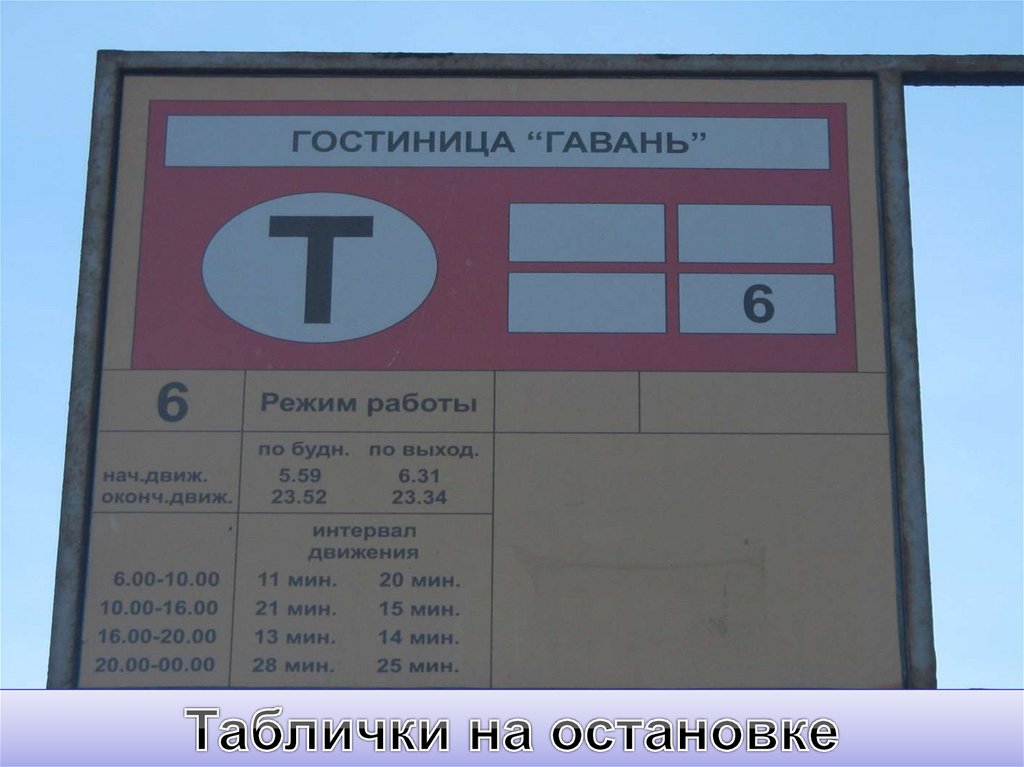 ГОСТИНИЦА “ГАВАНЬ”
Т
6
6 Режим работы
по будн. по выход.
нач.движ. 5.59 6.31
оконч.движ. 23.52 23.34
интервал
движения
6.00-10.00 11 мин. 20 мин.
10.00-16.00 21 мин. 15 мин.
16.00-20.00 13 мин. 14 мин.
20.00-00.00 28 мин. 25 мин.
Таблички на остановке